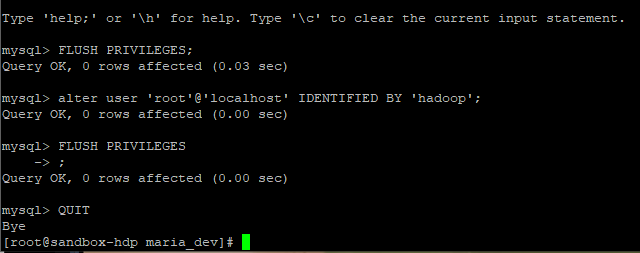 Type 'help;' or '\h' for help. Type '\c' to clear the current input statement.
mysql> FLUSH PRIVILEGES;
Query OK, 0 rows affected (0.03 sec)
mysql> alter user 'root'@'localhost' IDENTIFIED BY 'hadoop';
Query OK, 0 rows affected (0.00 sec)
mysql> FLUSH PRIVILEGES
    -> ;
Query OK, 0 rows affected (0.00 sec)
mysql> QUIT
Bye
[root@sandbox-hdp maria_dev]#